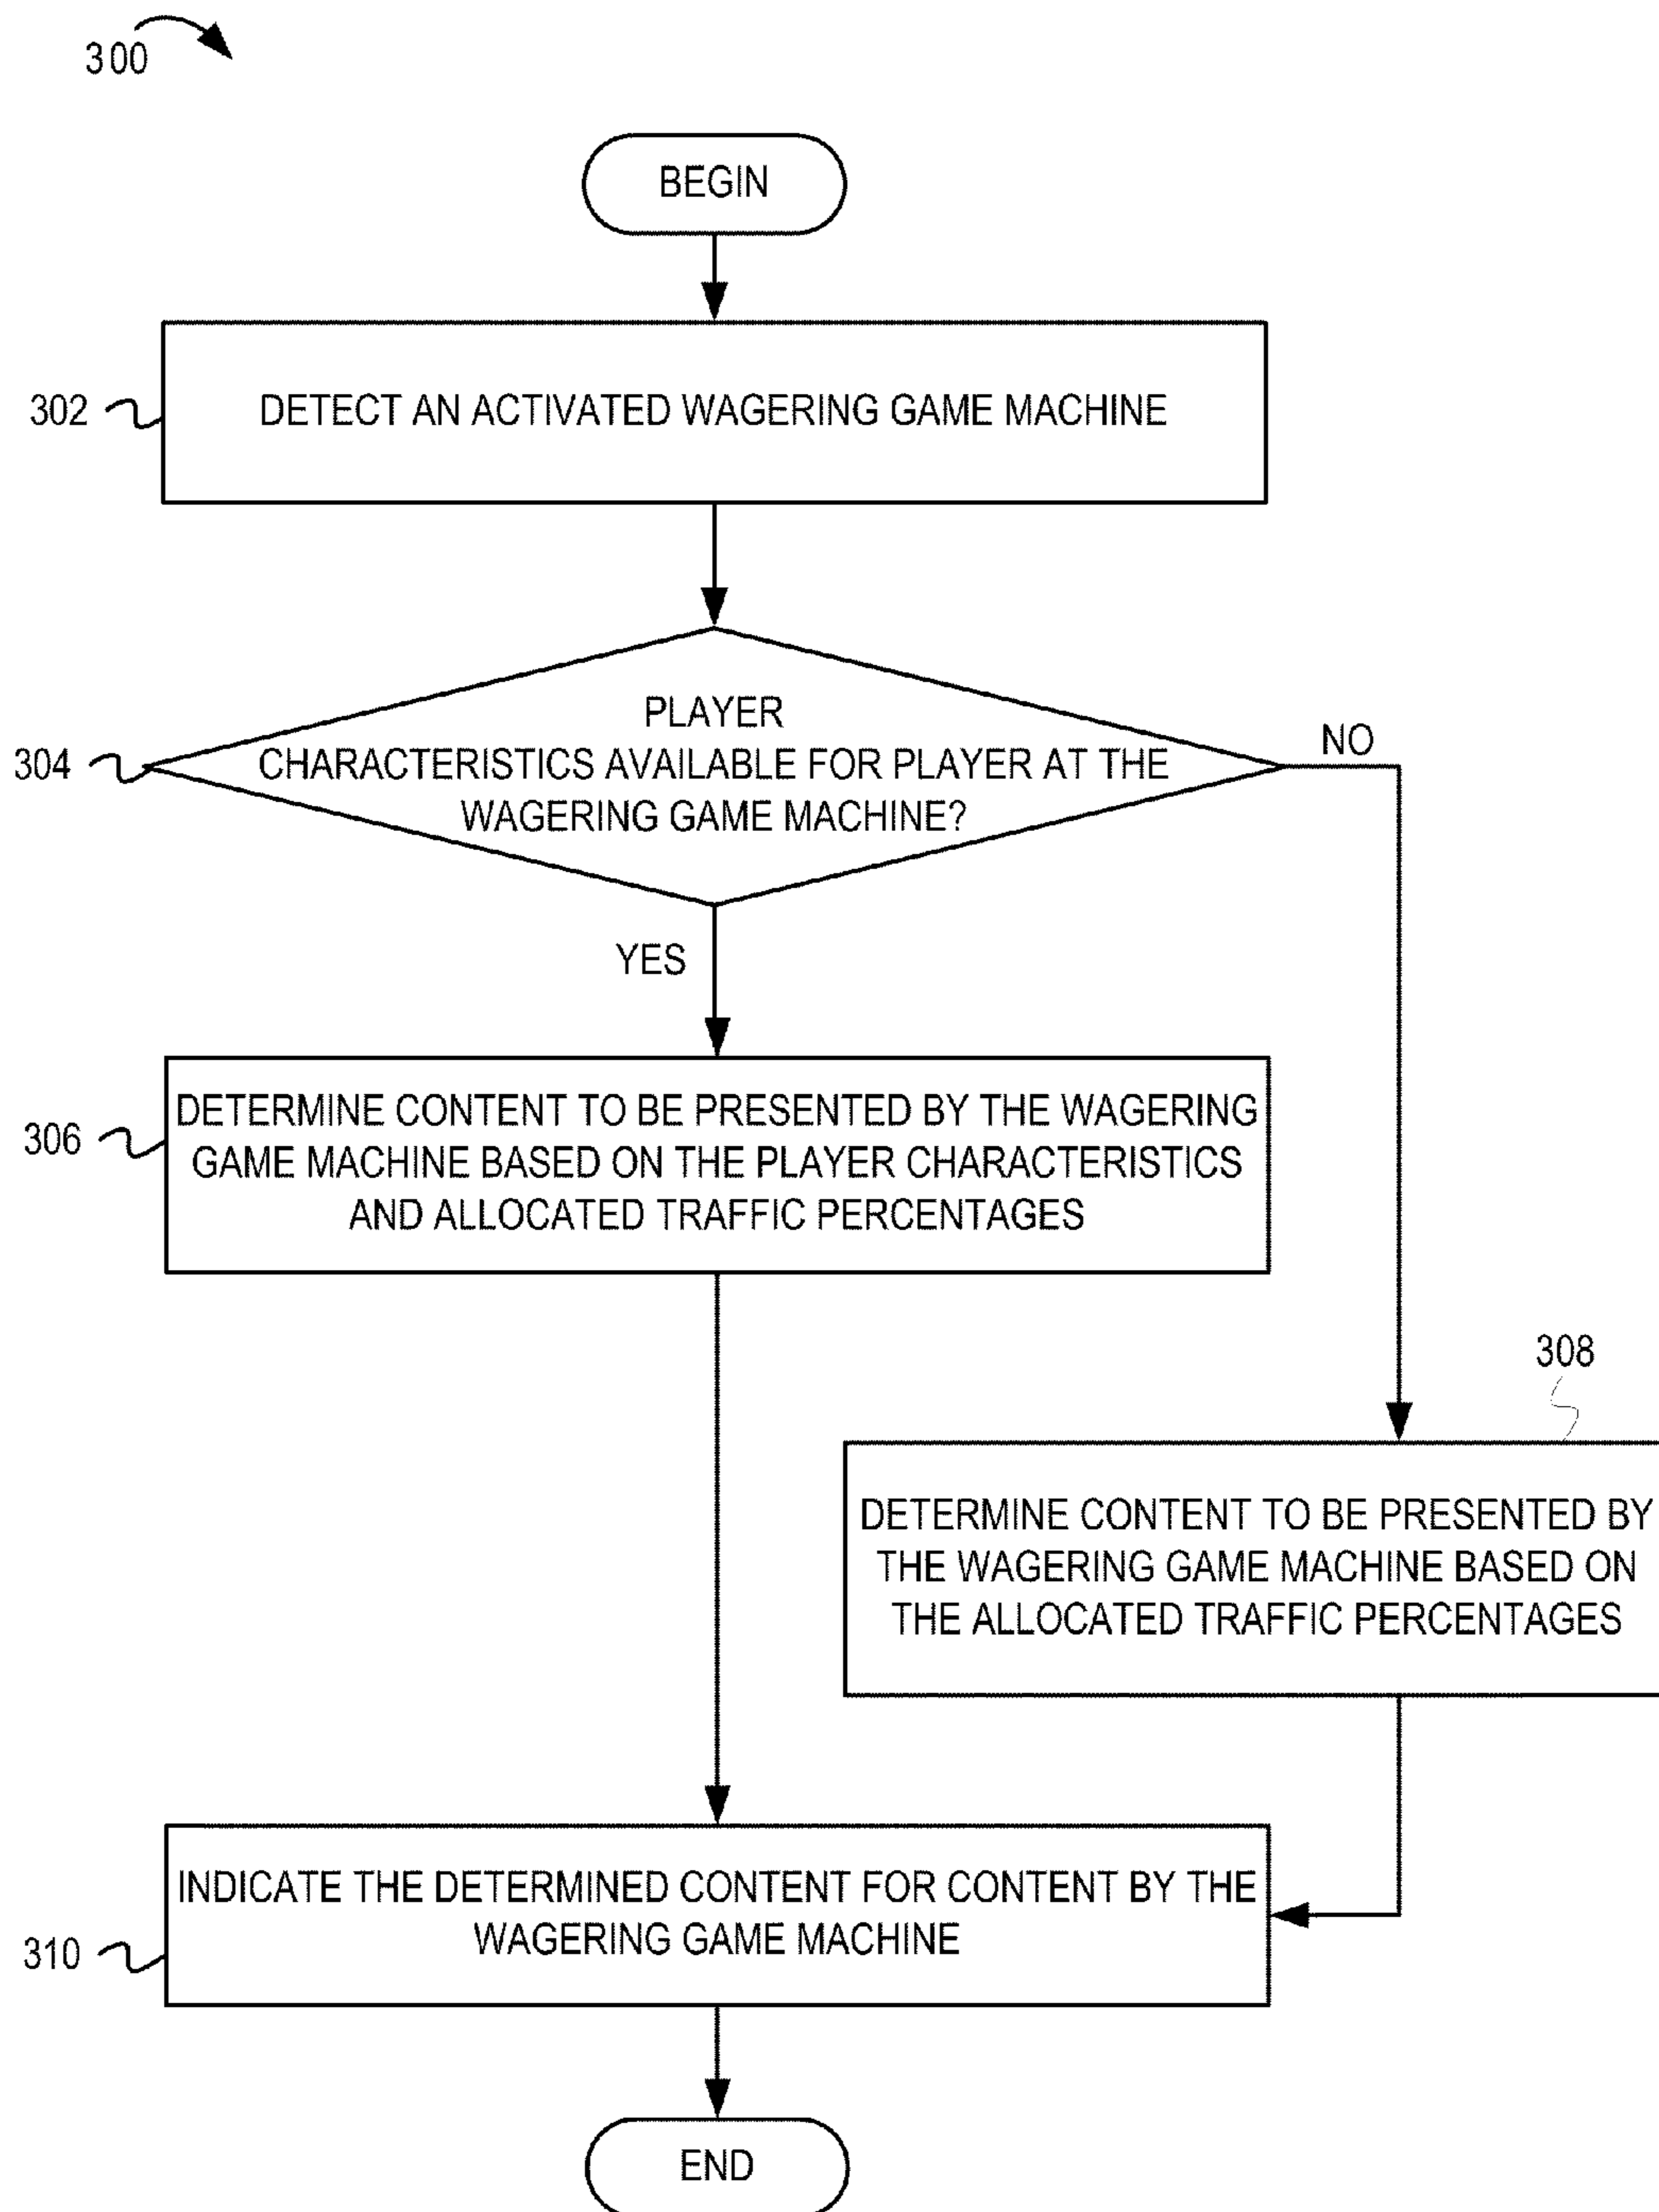 300
BEGIN
302
DETECT AN ACTIVATED WAGERING GAME MACHINE
304
PLAYER
CHARACTERISTICS AVAILABLE FOR PLAYER AT THE
WAGERING GAME MACHINE?
NO
YES
306
DETERMINE CONTENT TO BE PRESENTED BY THE WAGERING
GAME MACHINE BASED ON THE PLAYER CHARACTERISTICS
AND ALLOCATED TRAFFIC PERCENTAGES
308
DETERMINE CONTENT TO BE PRESENTED BY
THE WAGERING GAME MACHINE BASED ON
THE ALLOCATED TRAFFIC PERCENTAGES
310
INDICATE THE DETERMINED CONTENT FOR CONTENT BY THE
WAGERING GAME MACHINE
END